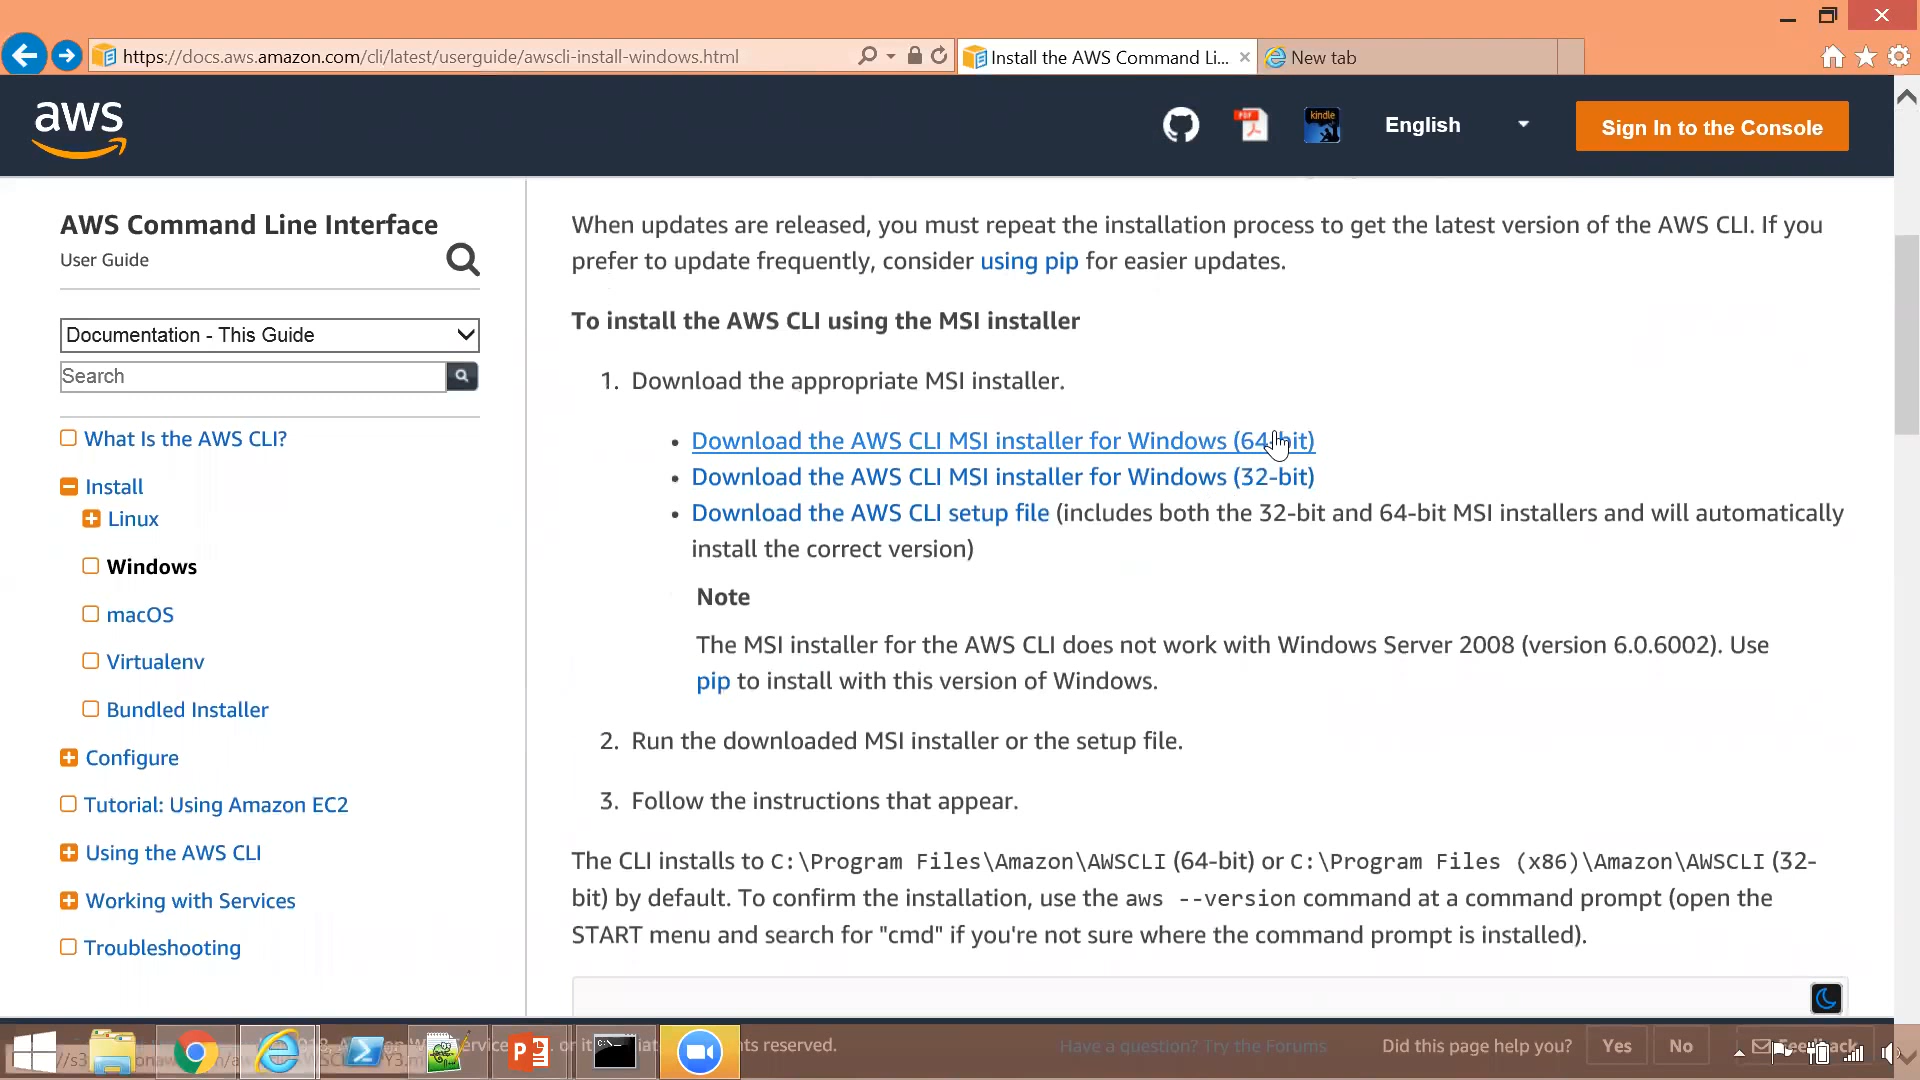 https://docs.aws.amazon.com/cli/latest/userguide/awscli-install-windows.html
Install the AWS Command Li...
New tab
aws
PDF
kindle
English
Sign In to the Console
AWS Command Line Interface
User Guide
Documentation - This Guide
Search
What Is the AWS CLI?
Install
Linux
Windows
macOS
Virtualenv
Bundled Installer
Configure
Tutorial: Using Amazon EC2
Using the AWS CLI
Working with Services
Troubleshooting
When updates are released, you must repeat the installation process to get the latest version of the AWS CLI. If you
prefer to update frequently, consider using pip for easier updates.
To install the AWS CLI using the MSI installer
1. Download the appropriate MSI installer.
• Download the AWS CLI MSI installer for Windows (64-bit)
• Download the AWS CLI MSI installer for Windows (32-bit)
• Download the AWS CLI setup file (includes both the 32-bit and 64-bit MSI installers and will automatically
install the correct version)
Note
The MSI installer for the AWS CLI does not work with Windows Server 2008 (version 6.0.6002). Use
pip to install with this version of Windows.
2. Run the downloaded MSI installer or the setup file.
3. Follow the instructions that appear.
The CLI installs to C:\Program Files\Amazon\AWSCLI (64-bit) or C:\Program Files (x86)\Amazon\AWSCLI (32-
bit) by default. To confirm the installation, use the aws --version command at a command prompt (open the
START menu and search for "cmd" if you're not sure where the command prompt is installed).
reserved.
Have a question? Try the Forums
Did this page help you?
Yes
No
Feedback